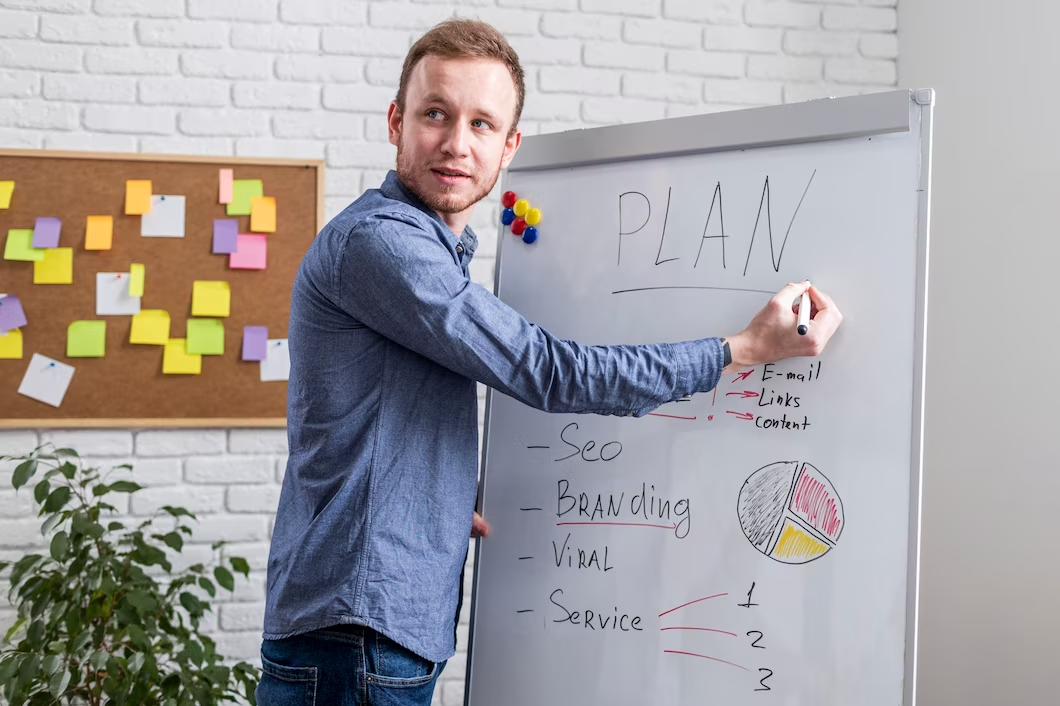 PLAN
E-mail
Links
content
- Seo
- BRANding
- ViRAL
- Service
1
2
3